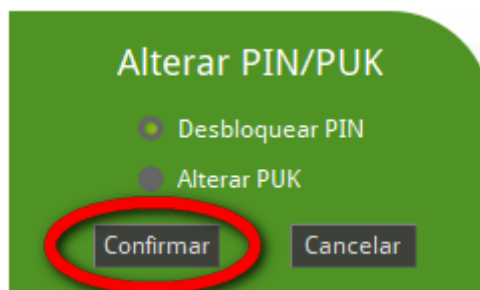 Alterar PIN/PUK
Desbloquear PIN
Alterar PUK
Confirmar Cancelar